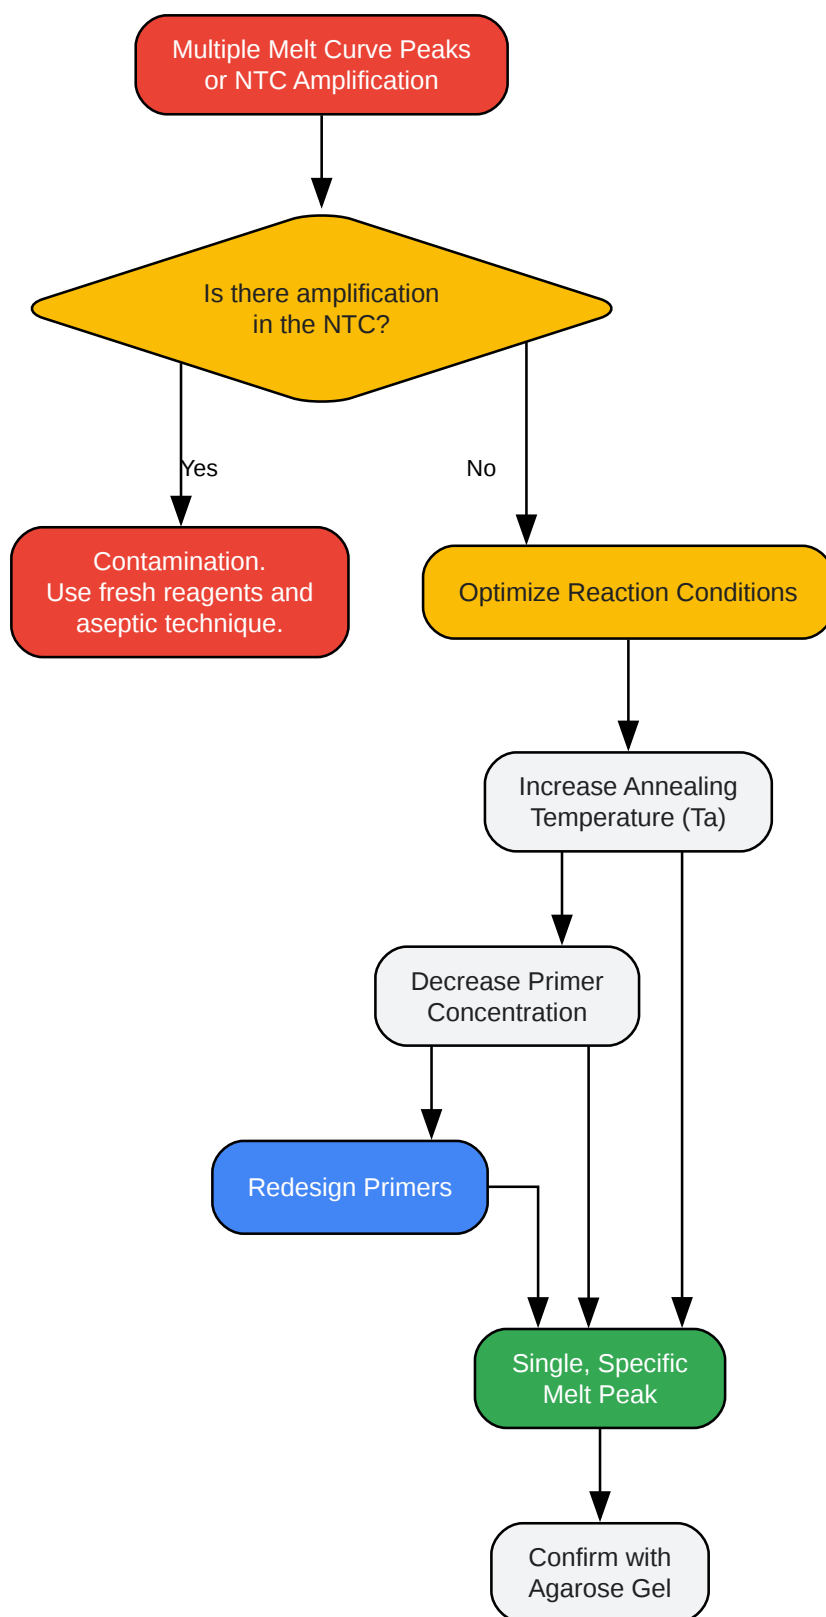 Multiple Melt Curve Peaks
or NTC Amplification
Is there amplification
in the NTC?
Yes
No
Contamination.
Use fresh reagents and
aseptic technique.
Optimize Reaction Conditions
Increase Annealing
Temperature (Ta)
Decrease Primer
Concentration
Redesign Primers
Single, Specific
Melt Peak
Confirm with
Agarose Gel